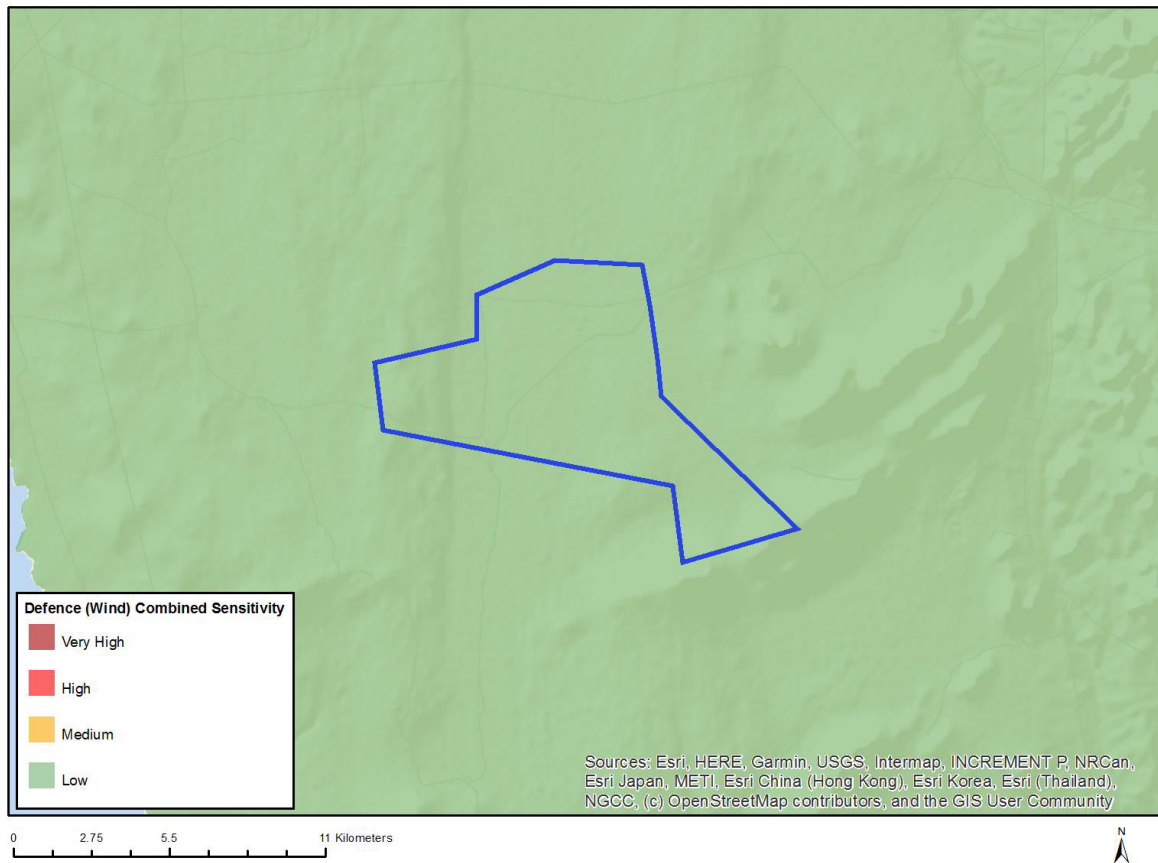 Defence (Wind) Combined Sensitivity
Very High
High
Medium
Low
Sources: Esri, HERE, Garmin, USGS, Intermap, INCREMENT P, NRCan,
Esri Japan, METI, Esri China (Hong Kong), Esri Korea, Esri (Thailand),
NGCC, (c) OpenStreetMap contributors, and the GIS User Community
0 2.75 5.5 11 Kilometers
N